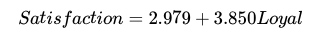 Satisfaction = 2.979 + 3.850Loyal